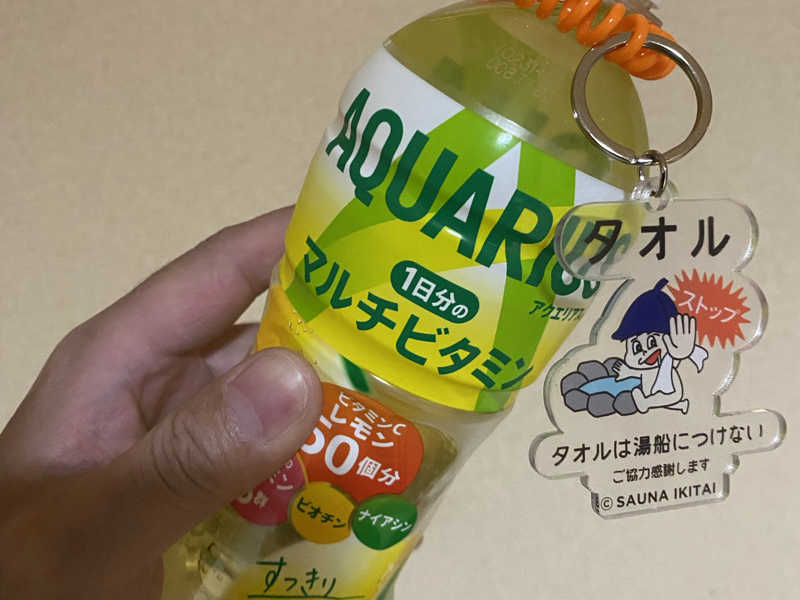 AQUARIUS
アクエリアス
1日分の
マルチビタミン
ビタミンC
レモン
50個分
ビオチン
ナイアシン
すっきり
タオル
ストップ
タオルは湯船につけない
ご協力感謝します
© SAUNA IKITAI